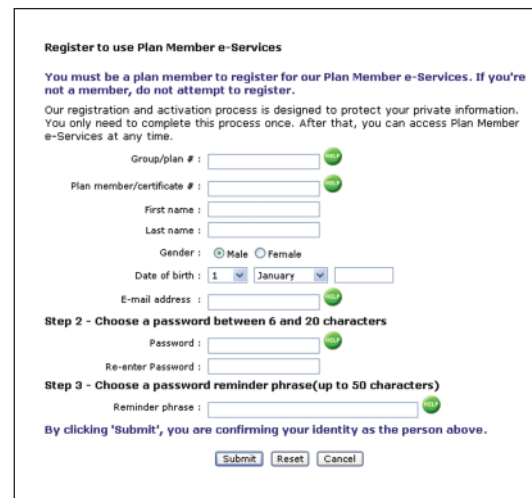 Register to use Plan Member e-Services
You must be a plan member to register for our Plan Member e-Services. If you're
not a member, do not attempt to register.
Our registration and activation process is designed to protect your private information.
You only need to complete this process once. After that, you can access Plan Member
e-Services at any time.
Group/plan # : HELP
Plan member/certificate # : HELP
First name :
Last name :
Gender : Male Female
Date of birth : 1 January
E-mail address : HELP
Step 2 - Choose a password between 6 and 20 characters
Password : HELP
Re-enter Password :
Step 3 - Choose a password reminder phrase(up to 50 characters)
Reminder phrase : HELP
By clicking 'Submit', you are confirming your identity as the person above.
Submit Reset Cancel